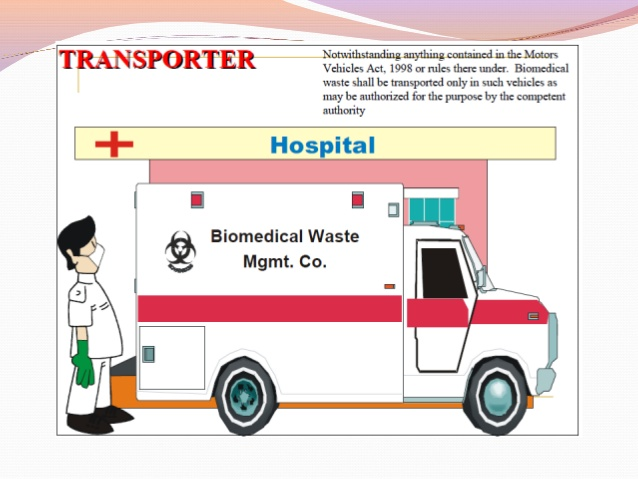 TRANSPORTER
Notwithstanding anything contained in the Motors
Vehicles Act, 1998 or rules there under.  Biomedical
waste shall be transported only in such vehicles as
may be authorized for the purpose by the competent
authority
Hospital
Biomedical Waste
Mgmt. Co.